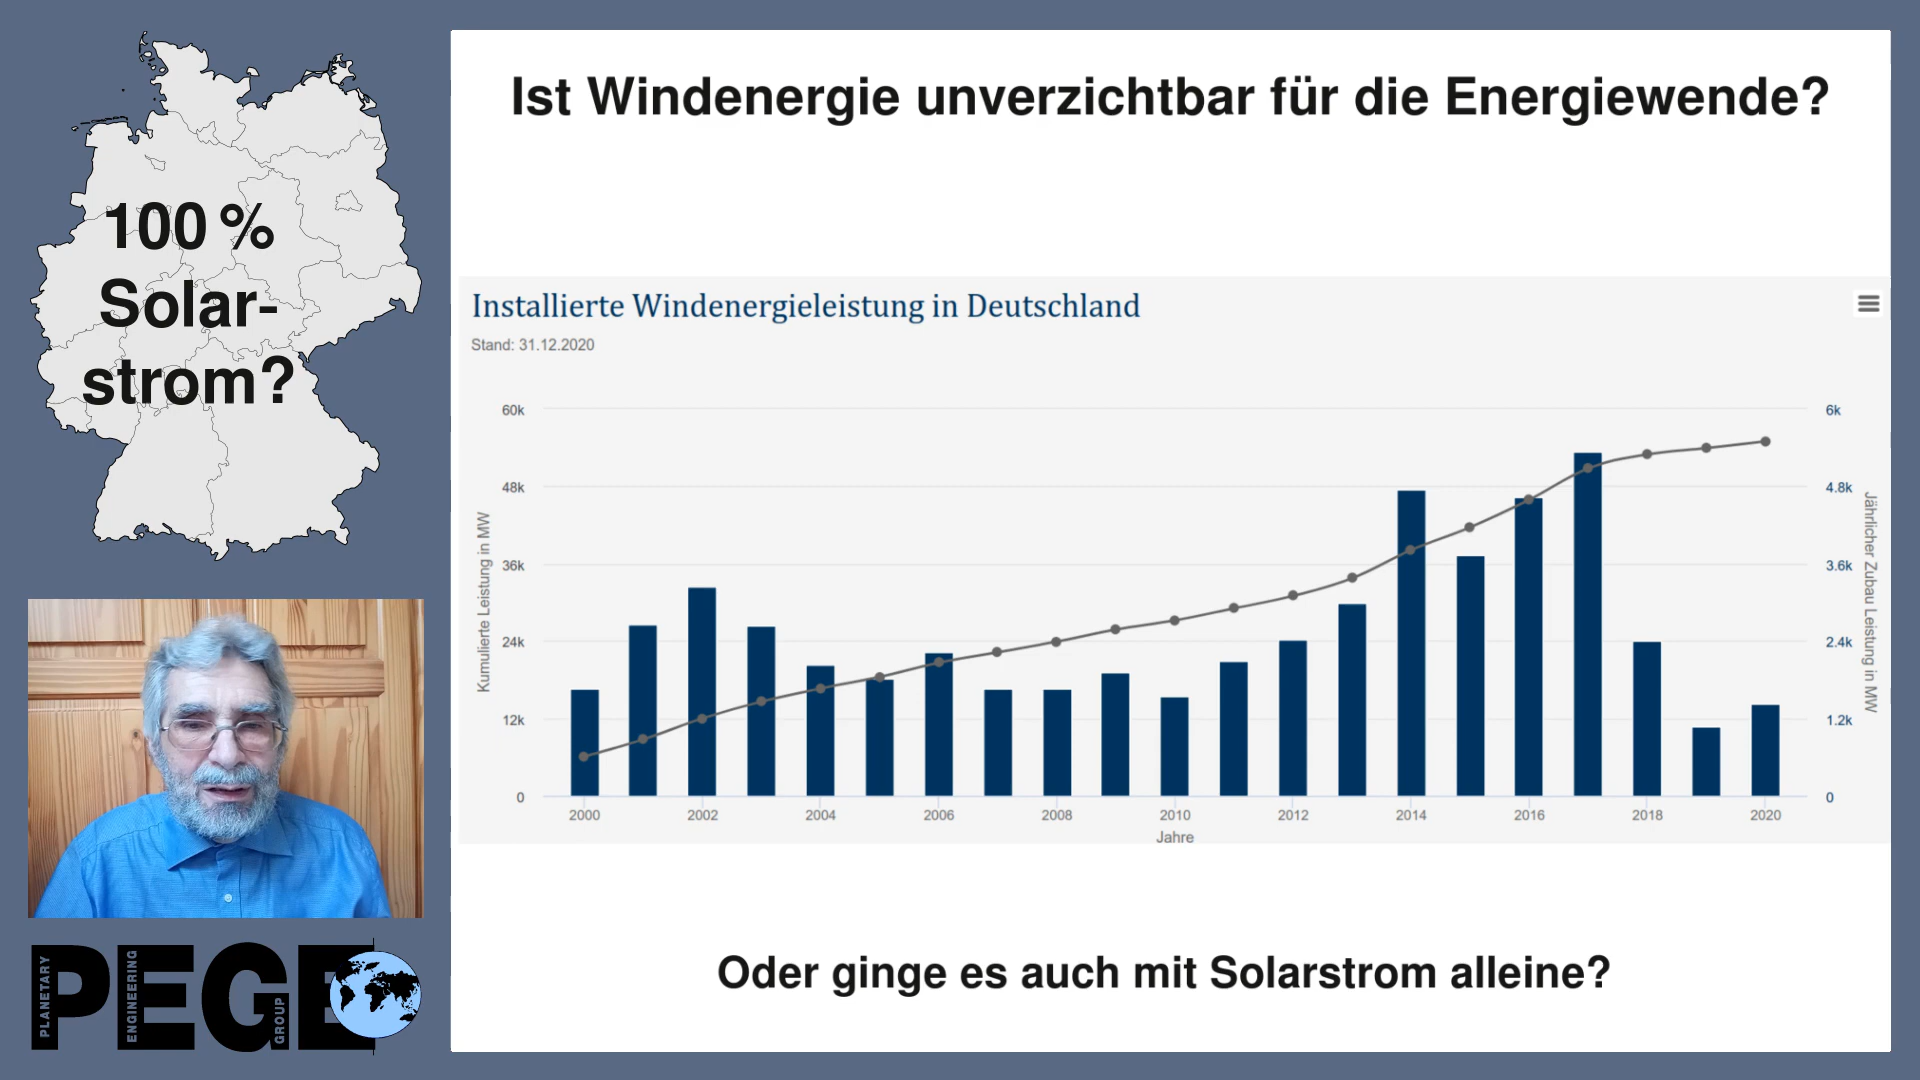 100 %
Solar-
strom?
PLANETARY
ENGINEERING
GROUP
PEGE
Ist Windenergie unverzichtbar für die Energiewende?
Installierte Windenergieleistung in Deutschland
Stand: 31.12.2020
Kumulierte Leistung in MW
60k
48k
36k
24k
12k
0
6k
4.8k
3.6k
2.4k
1.2k
0
Jährlicher Zubau Leistung in MW
2000 2002 2004 2006 2008 2010 2012 2014 2016 2018 2020
Jahre
Oder ginge es auch mit Solarstrom alleine?